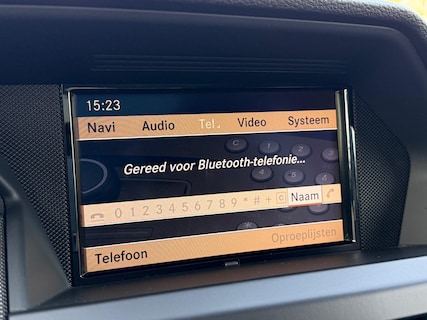 15:23
Navi Audio Tel. Video Systeem
Gereed voor Bluetooth-telefonie...
0 1 2 3 4 5 6 7 8 9 * # + C Naam
Oproeplijsten
Telefoon